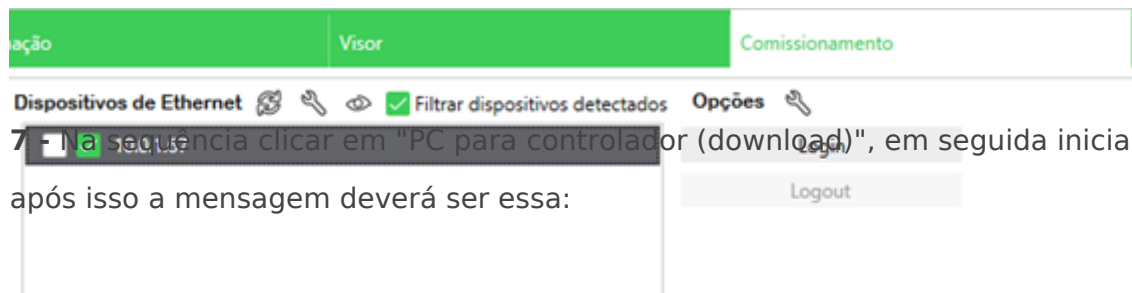 ação Visor Comissionamento
Dispositivos de Ethernet Filtrar dispositivos detectados Opções
7 - Na sequência clicar em "PC para controlador (download)", em seguida inicia
Login
após isso a mensagem deverá ser essa:
Logout